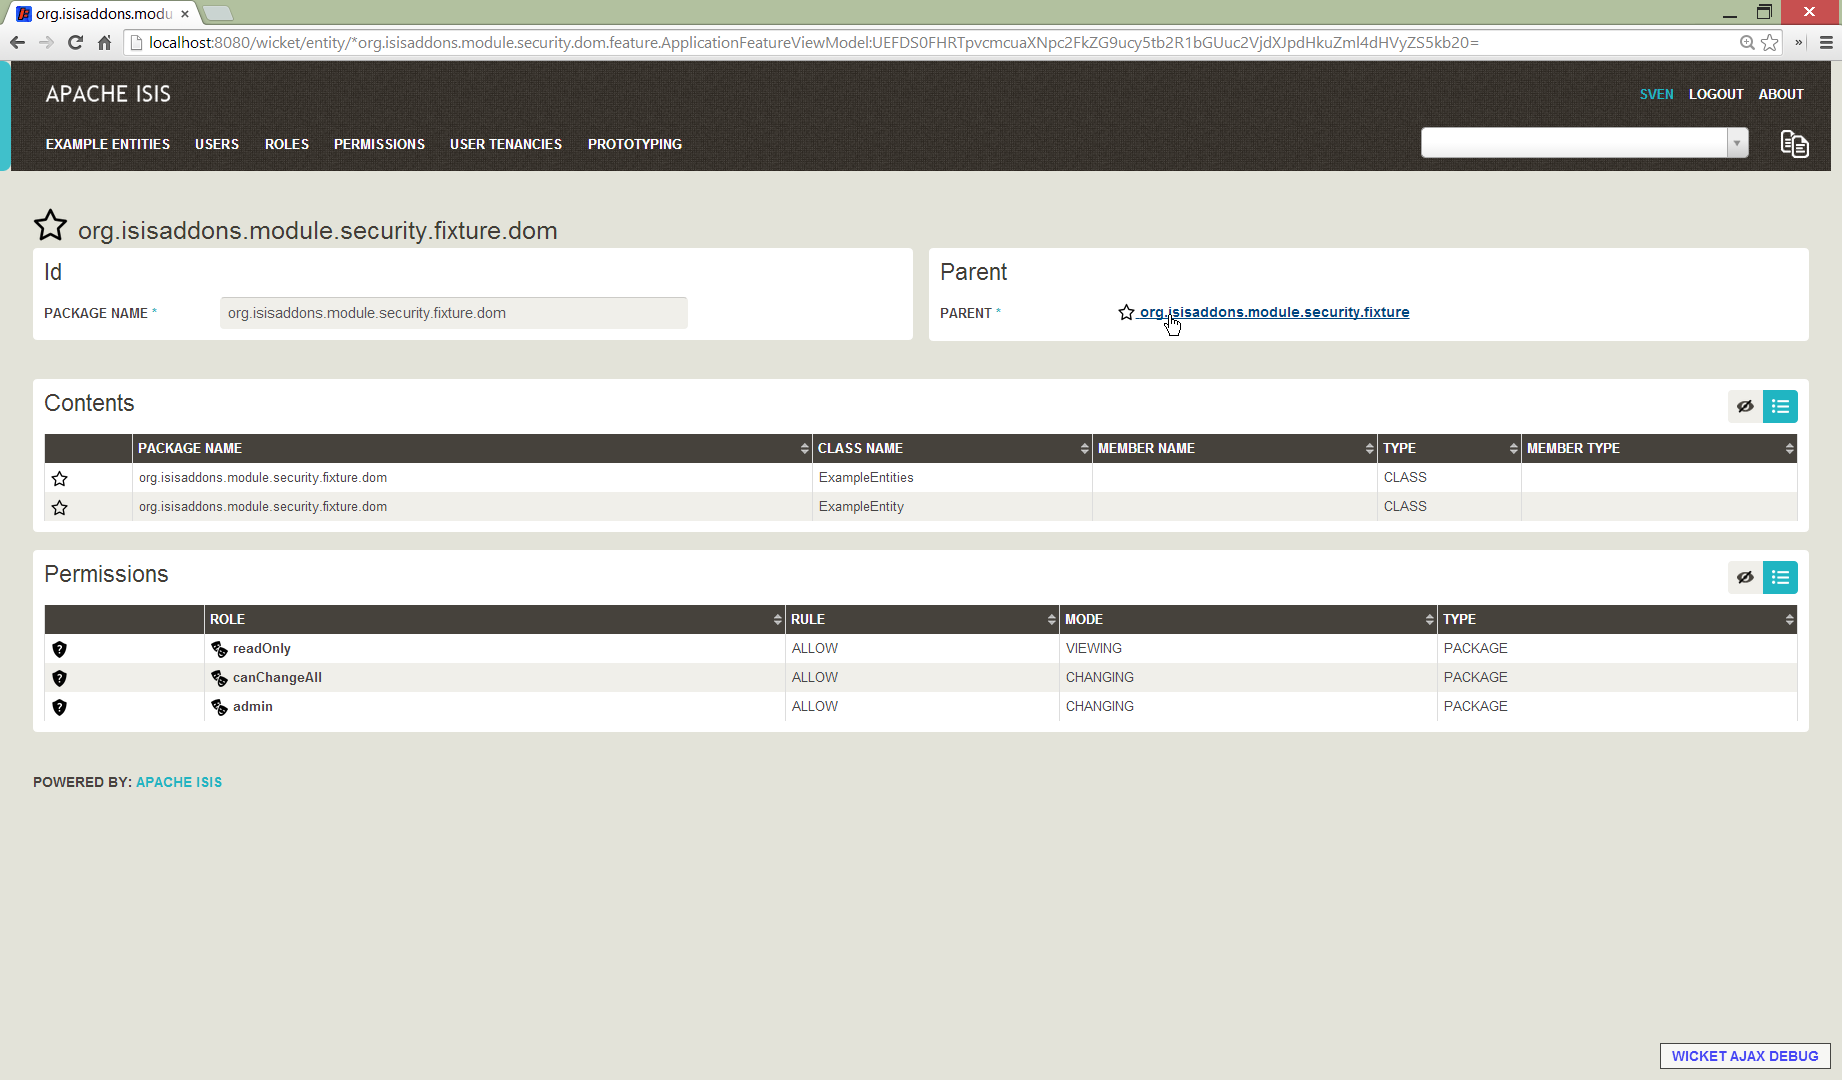 org.isisaddons.modu
localhost:8080/wicket/entity/*org.isisaddons.module.security.dom.feature.ApplicationFeatureViewModel:UEFDS0FHRTpvcmcuaXNpc2FkZG9ucy5tb2R1bGUuc2VjdXJpdHkuZml4dHVyZS5kb20=
APACHE ISIS
SVEN LOGOUT ABOUT
EXAMPLE ENTITIES USERS ROLES PERMISSIONS USER TENANCIES PROTOTYPING
org.isisaddons.module.security.fixture.dom
Id
PACKAGE NAME * org.isisaddons.module.security.fixture.dom
Parent
PARENT * org.isisaddons.module.security.fixture
Contents
PACKAGE NAME CLASS NAME MEMBER NAME TYPE MEMBER TYPE
org.isisaddons.module.security.fixture.dom ExampleEntities CLASS
org.isisaddons.module.security.fixture.dom ExampleEntity CLASS
Permissions
ROLE RULE MODE TYPE
readOnly ALLOW VIEWING PACKAGE
canChangeAll ALLOW CHANGING PACKAGE
admin ALLOW CHANGING PACKAGE
POWERED BY: APACHE ISIS
WICKET AJAX DEBUG